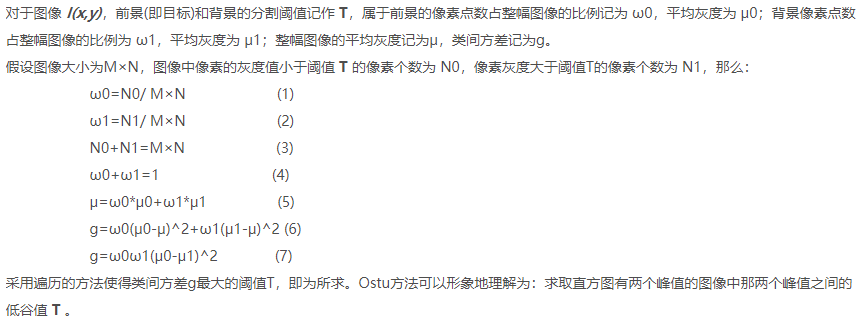 对于图像 I(x,y)，前景(即目标)和背景的分割阈值记作 T，属于前景的像素点数占整幅图像的比例记为 ω0，平均灰度为 μ0；背景像素点数
占整幅图像的比例为 ω1，平均灰度为 μ1；整幅图像的平均灰度记为μ，类间方差记为g。
假设图像大小为M×N，图像中像素的灰度值小于阈值 T 的像素个数为 N0，像素灰度大于阈值T的像素个数为 N1，那么：
ω0=N0/ M×N (1)
ω1=N1/ M×N (2)
N0+N1=M×N (3)
ω0+ω1=1 (4)
μ=ω0*μ0+ω1*μ1 (5)
g=ω0(μ0-μ)^2+ω1(μ1-μ)^2 (6)
g=ω0ω1(μ0-μ1)^2 (7)
采用遍历的方法使得类间方差g最大的阈值T，即为所求。Ostu方法可以形象地理解为：求取直方图有两个峰值的图像中那两个峰值之间的
低谷值 T 。